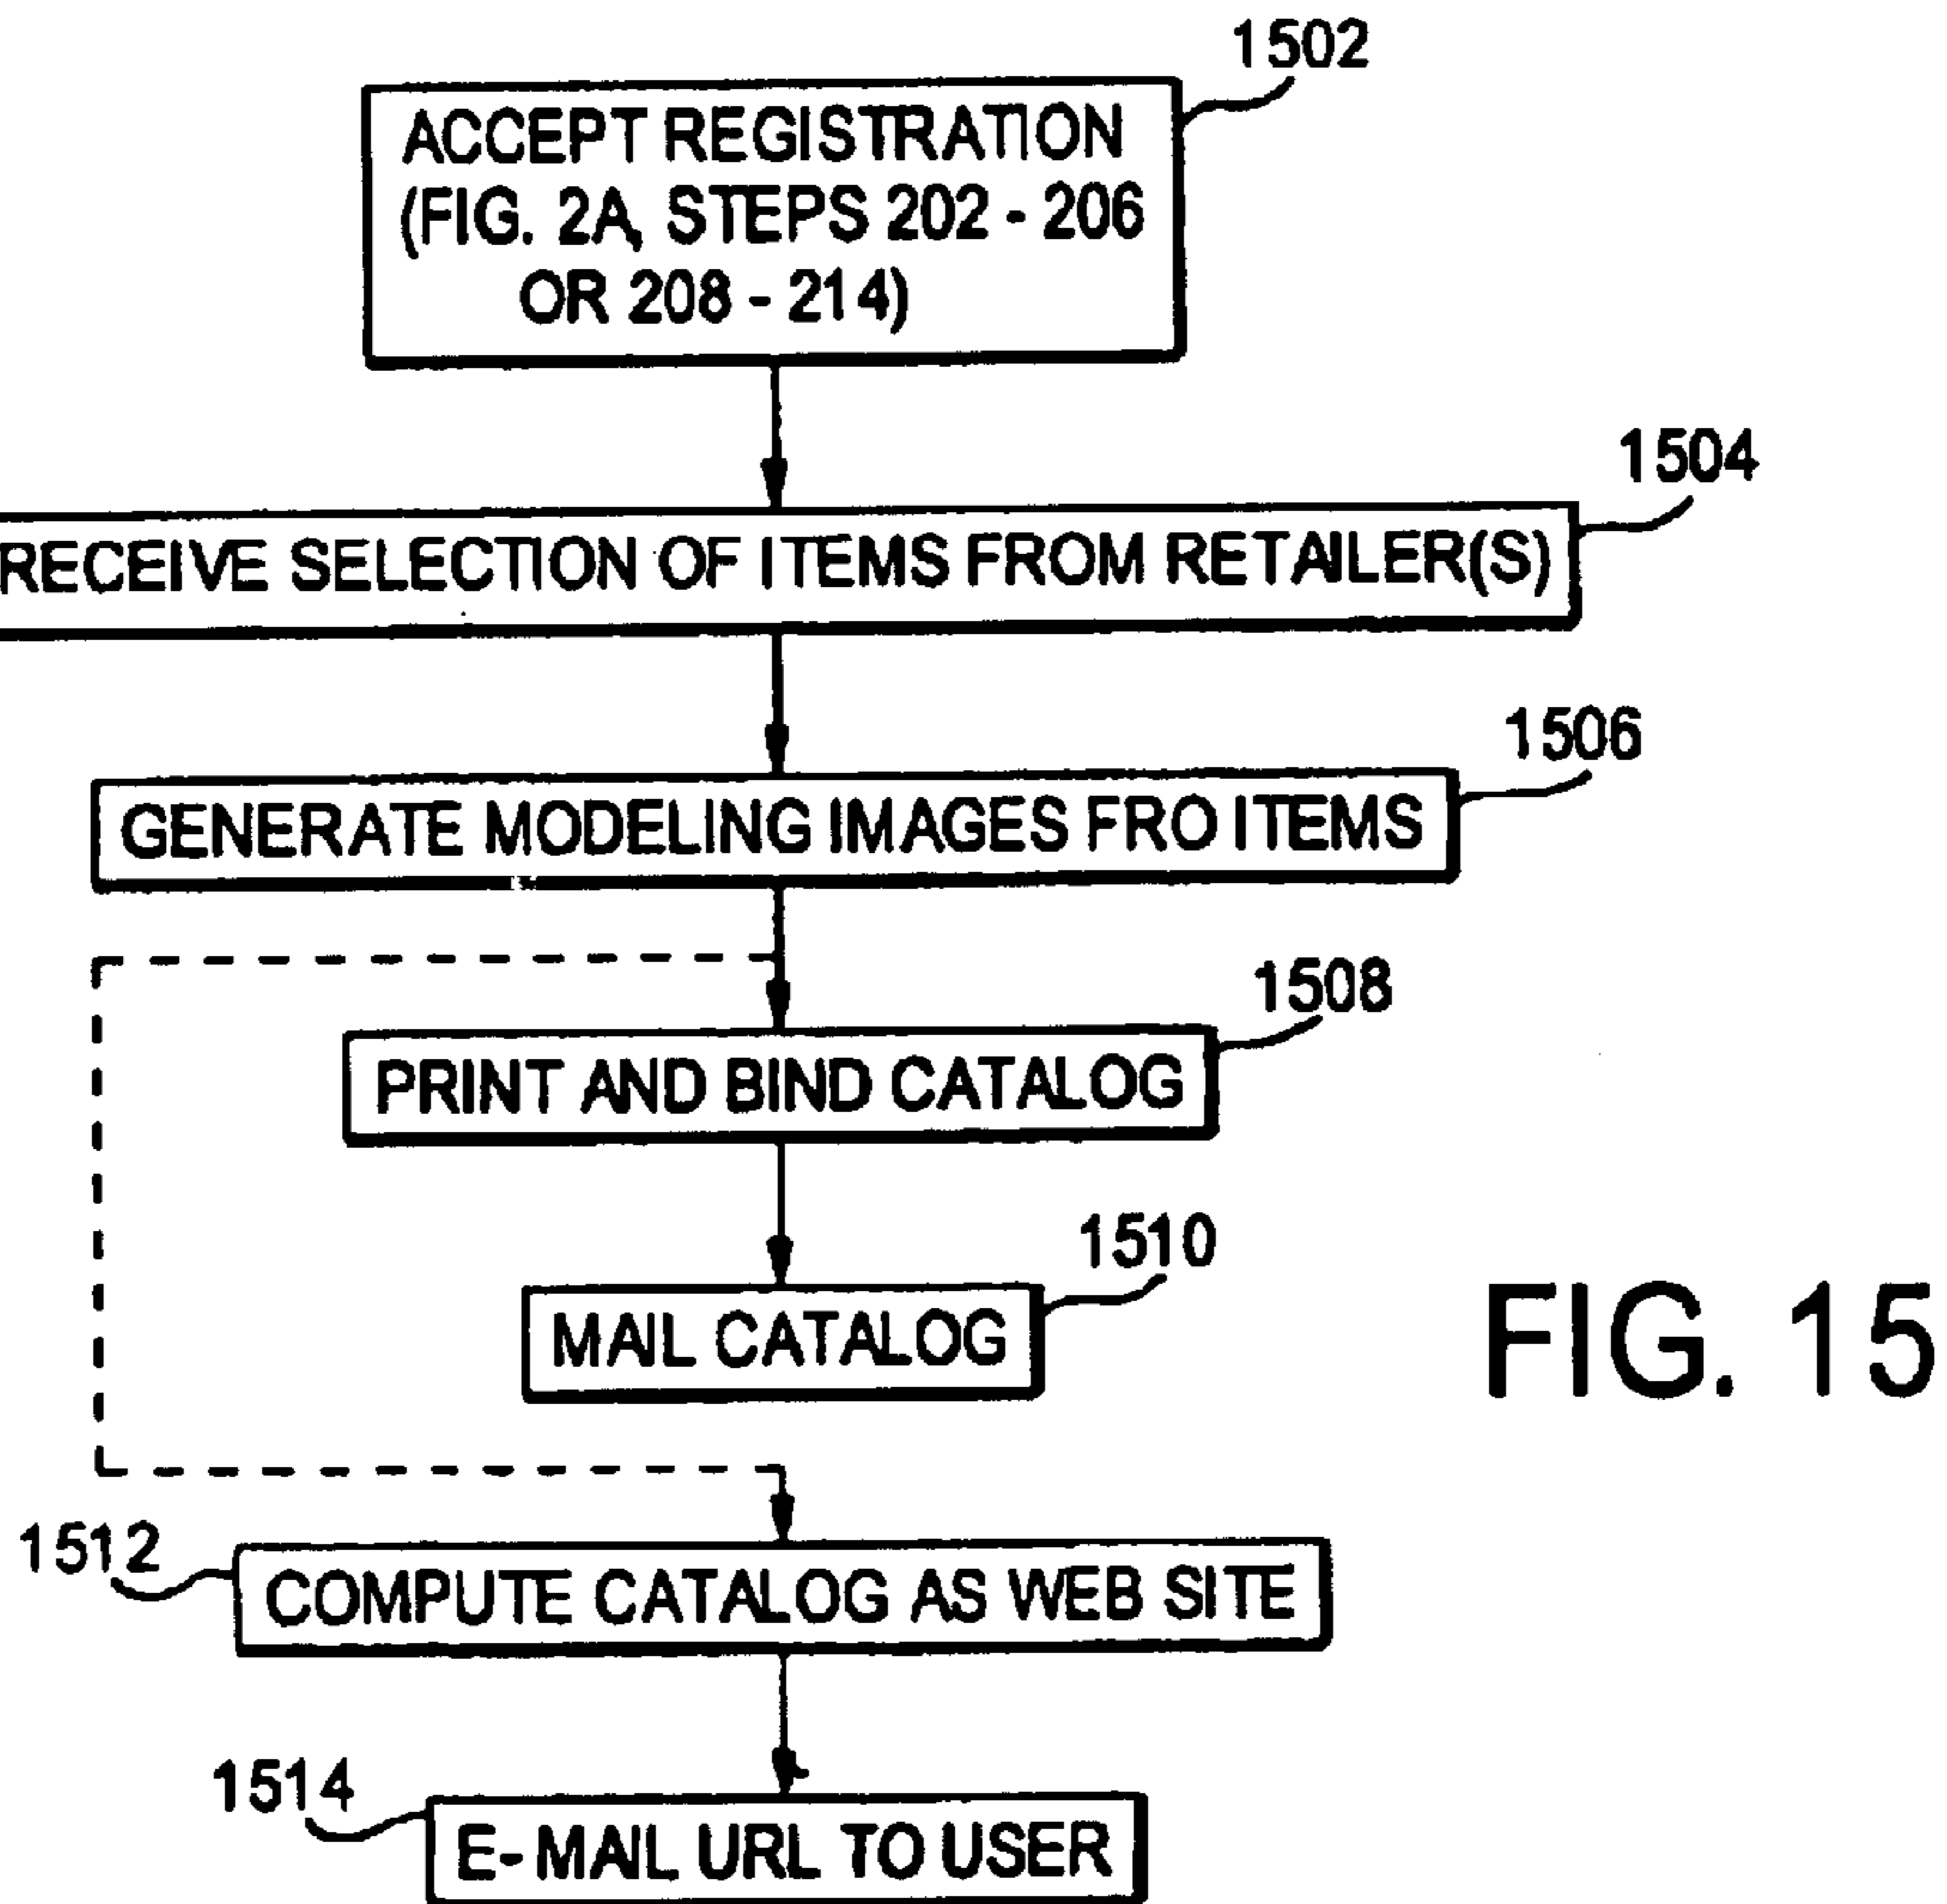 1502
ACCEPT REGISTRATION
(FIG. 2A, STEPS 202 - 206
OR 208 - 214)
1504
RECEIVE SELECTION OF ITEMS FROM RETAILER(S)
1506
GENERATE MODELING IMAGES FRO ITEMS
1508
PRINT AND BIND CATALOG
1510
MAIL CATALOG
FIG. 15
1512
COMPUTE CATALOG AS WEB SITE
1514
E-MAIL URL TO USER